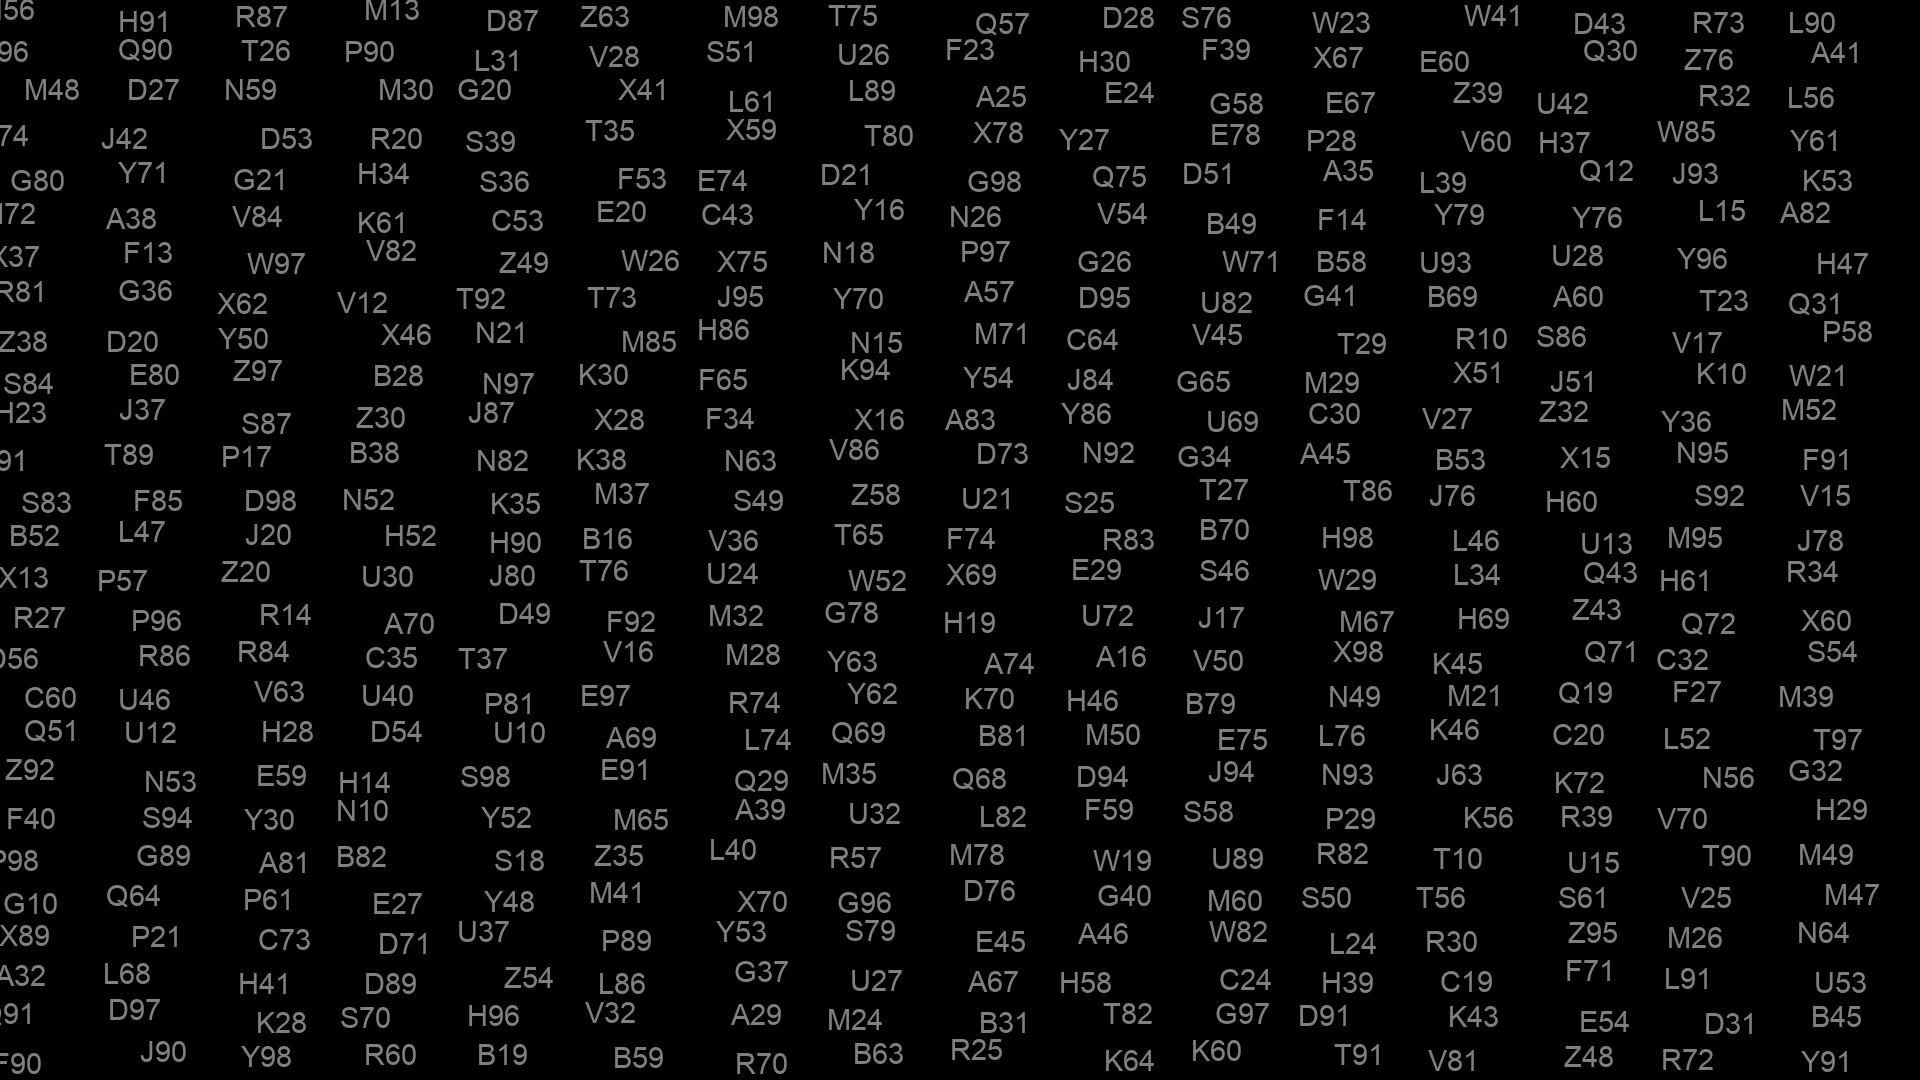 H91 R87 M13 D87 Z63 M98 T75 Q57 D28 S76 W23 W41 D43 R73 L90
Q90 T26 P90 L31 V28 S51 U26 F23 H30 F39 X67 E60 Q30 Z76 A41
M48 D27 N59 M30 G20 X41 L61 L89 A25 E24 G58 E67 Z39 U42 R32 L56
J42 D53 R20 S39 T35 X59 T80 X78 Y27 E78 P28 V60 H37 W85 Y61
G80 Y71 G21 H34 S36 F53 E74 D21 G98 Q75 D51 A35 L39 Q12 J93 K53
A38 V84 K61 C53 E20 C43 Y16 N26 V54 B49 F14 Y79 Y76 L15 A82
X37 F13 W97 V82 Z49 W26 X75 N18 P97 G26 W71 B58 U93 U28 Y96 H47
R81 G36 X62 V12 T92 T73 J95 Y70 A57 D95 U82 G41 B69 A60 T23 Q31
Z38 D20 Y50 X46 N21 M85 H86 N15 M71 C64 V45 T29 R10 S86 V17 P58
S84 E80 Z97 B28 N97 K30 F65 K94 Y54 J84 G65 M29 X51 J51 K10 W21
H23 J37 S87 Z30 J87 X28 F34 X16 A83 Y86 U69 C30 V27 Z32 Y36 M52
T89 P17 B38 N82 K38 N63 V86 D73 N92 G34 A45 B53 X15 N95 F91
S83 F85 D98 N52 K35 M37 S49 Z58 U21 S25 T27 T86 J76 H60 S92 V15
B52 L47 J20 H52 H90 B16 V36 T65 F74 R83 B70 H98 L46 U13 M95 J78
X13 P57 Z20 U30 J80 T76 U24 W52 X69 E29 S46 W29 L34 Q43 H61 R34
R27 P96 R14 A70 D49 F92 M32 G78 H19 U72 J17 M67 H69 Z43 Q72 X60
R86 R84 C35 T37 V16 M28 Y63 A74 A16 V50 X98 K45 Q71 C32 S54
C60 U46 V63 U40 P81 E97 R74 Y62 K70 H46 B79 N49 M21 Q19 F27 M39
Q51 U12 H28 D54 U10 A69 L74 Q69 B81 M50 E75 L76 K46 C20 L52 T97
Z92 N53 E59 H14 S98 E91 Q29 M35 Q68 D94 J94 N93 J63 K72 N56 G32
F40 S94 Y30 N10 Y52 M65 A39 U32 L82 F59 S58 P29 K56 R39 V70 H29
P98 G89 A81 B82 S18 Z35 L40 R57 M78 W19 U89 R82 T10 U15 T90 M49
G10 Q64 P61 E27 Y48 M41 X70 G96 D76 G40 M60 S50 T56 S61 V25 M47
X89 P21 C73 D71 U37 P89 Y53 S79 E45 A46 W82 L24 R30 Z95 M26 N64
A32 L68 H41 D89 Z54 L86 G37 U27 A67 H58 C24 H39 C19 F71 L91 U53
D97 K28 S70 H96 V32 A29 M24 B31 T82 G97 D91 K43 E54 D31 B45
F90 J90 Y98 R60 B19 B59 R70 B63 R25 K64 K60 T91 V81 Z48 R72 Y91